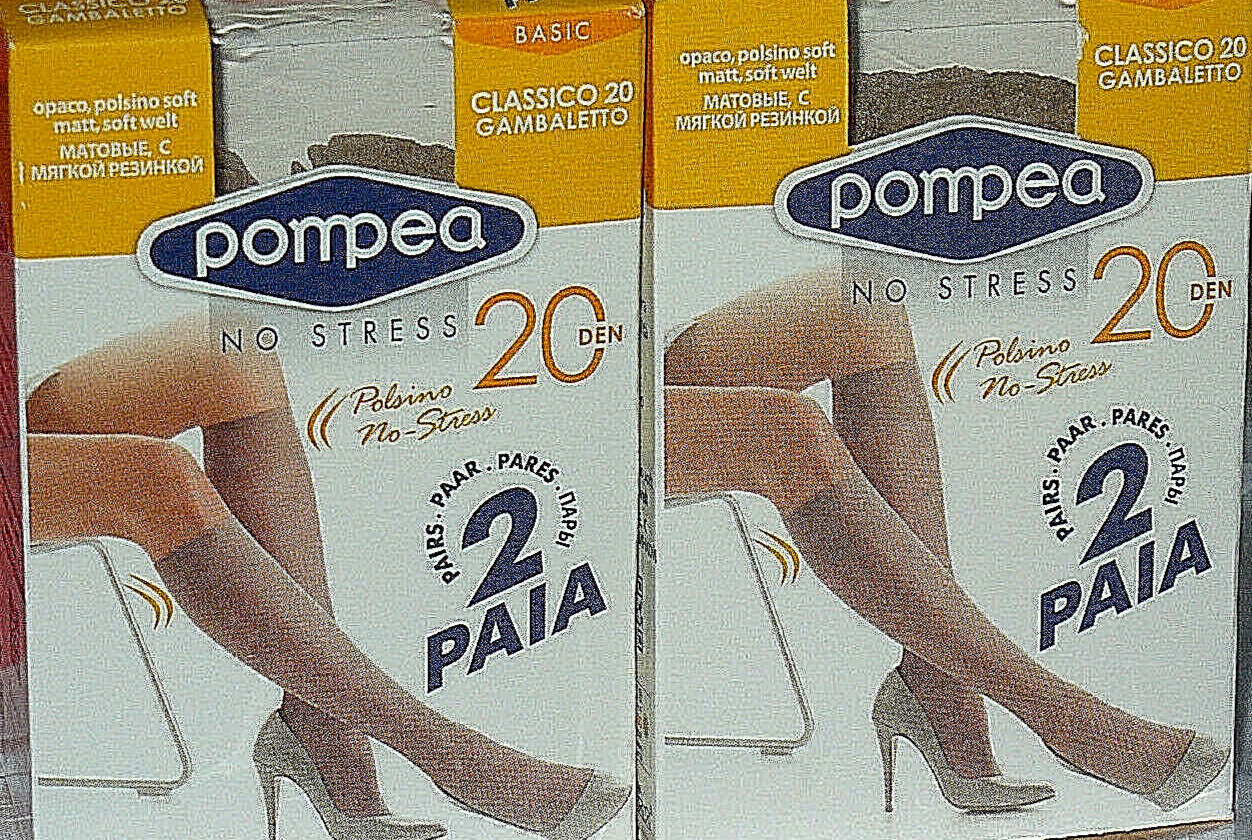 CLASSICO 20
GAMBALETTO
opaco, polsino soft
matt, soft welt
МАТОВЫЕ, С
МЯГКОЙ РЕЗИНКОЙ
BASIC
CLASSICO 20
GAMBALETTO
pompea
NO STRESS
20 DEN
Polsino
No-Stress
PAIRS . PAAR . PARES . ПАРЫ
2
PAIA
opaco, polsino soft
matt, soft welt
МАТОВЫЕ, С
МЯГКОЙ РЕЗИНКОЙ
CLASSICO 20
GAMBALETTO
pompea
NO STRESS
20 DEN
Polsino
No-Stress
PAIRS . PAAR . PARES . ПАРЫ
2
PAIA